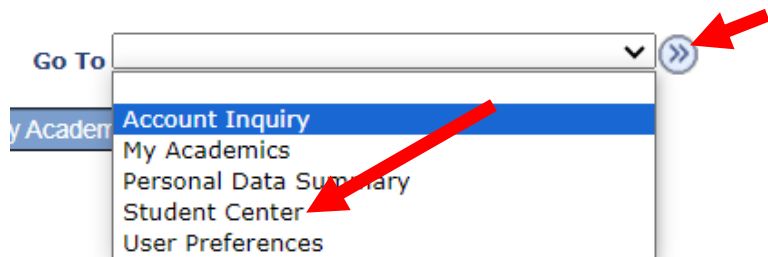 Go To
Account Inquiry
y Academ
My Academics
Personal Data Summary
Student Center
User Preferences